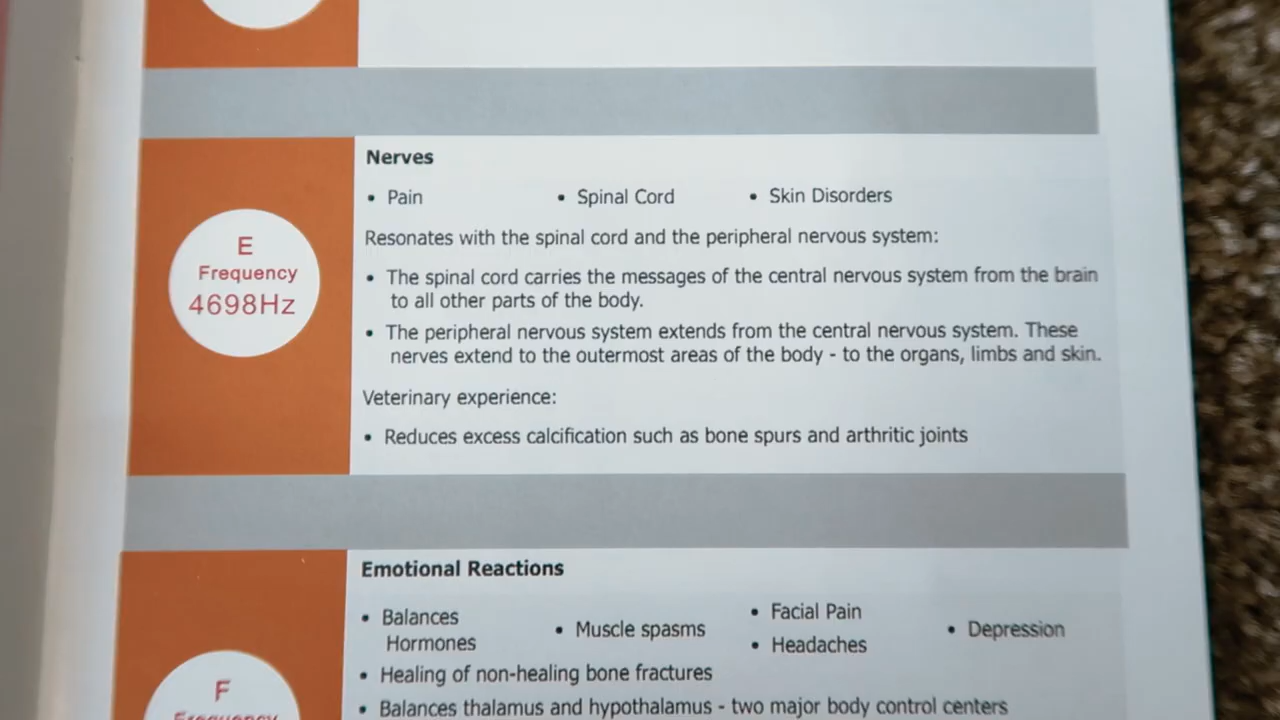 Nerves
• Pain • Spinal Cord • Skin Disorders
E
Frequency
4698Hz
Resonates with the spinal cord and the peripheral nervous system:
• The spinal cord carries the messages of the central nervous system from the brain
to all other parts of the body.
• The peripheral nervous system extends from the central nervous system. These
nerves extend to the outermost areas of the body - to the organs, limbs and skin.
Veterinary experience:
• Reduces excess calcification such as bone spurs and arthritic joints
Emotional Reactions
• Balances
Hormones
• Muscle spasms
• Facial Pain
• Headaches
• Depression
• Healing of non-healing bone fractures
F
Frequency
• Balances thalamus and hypothalamus - two major body control centers